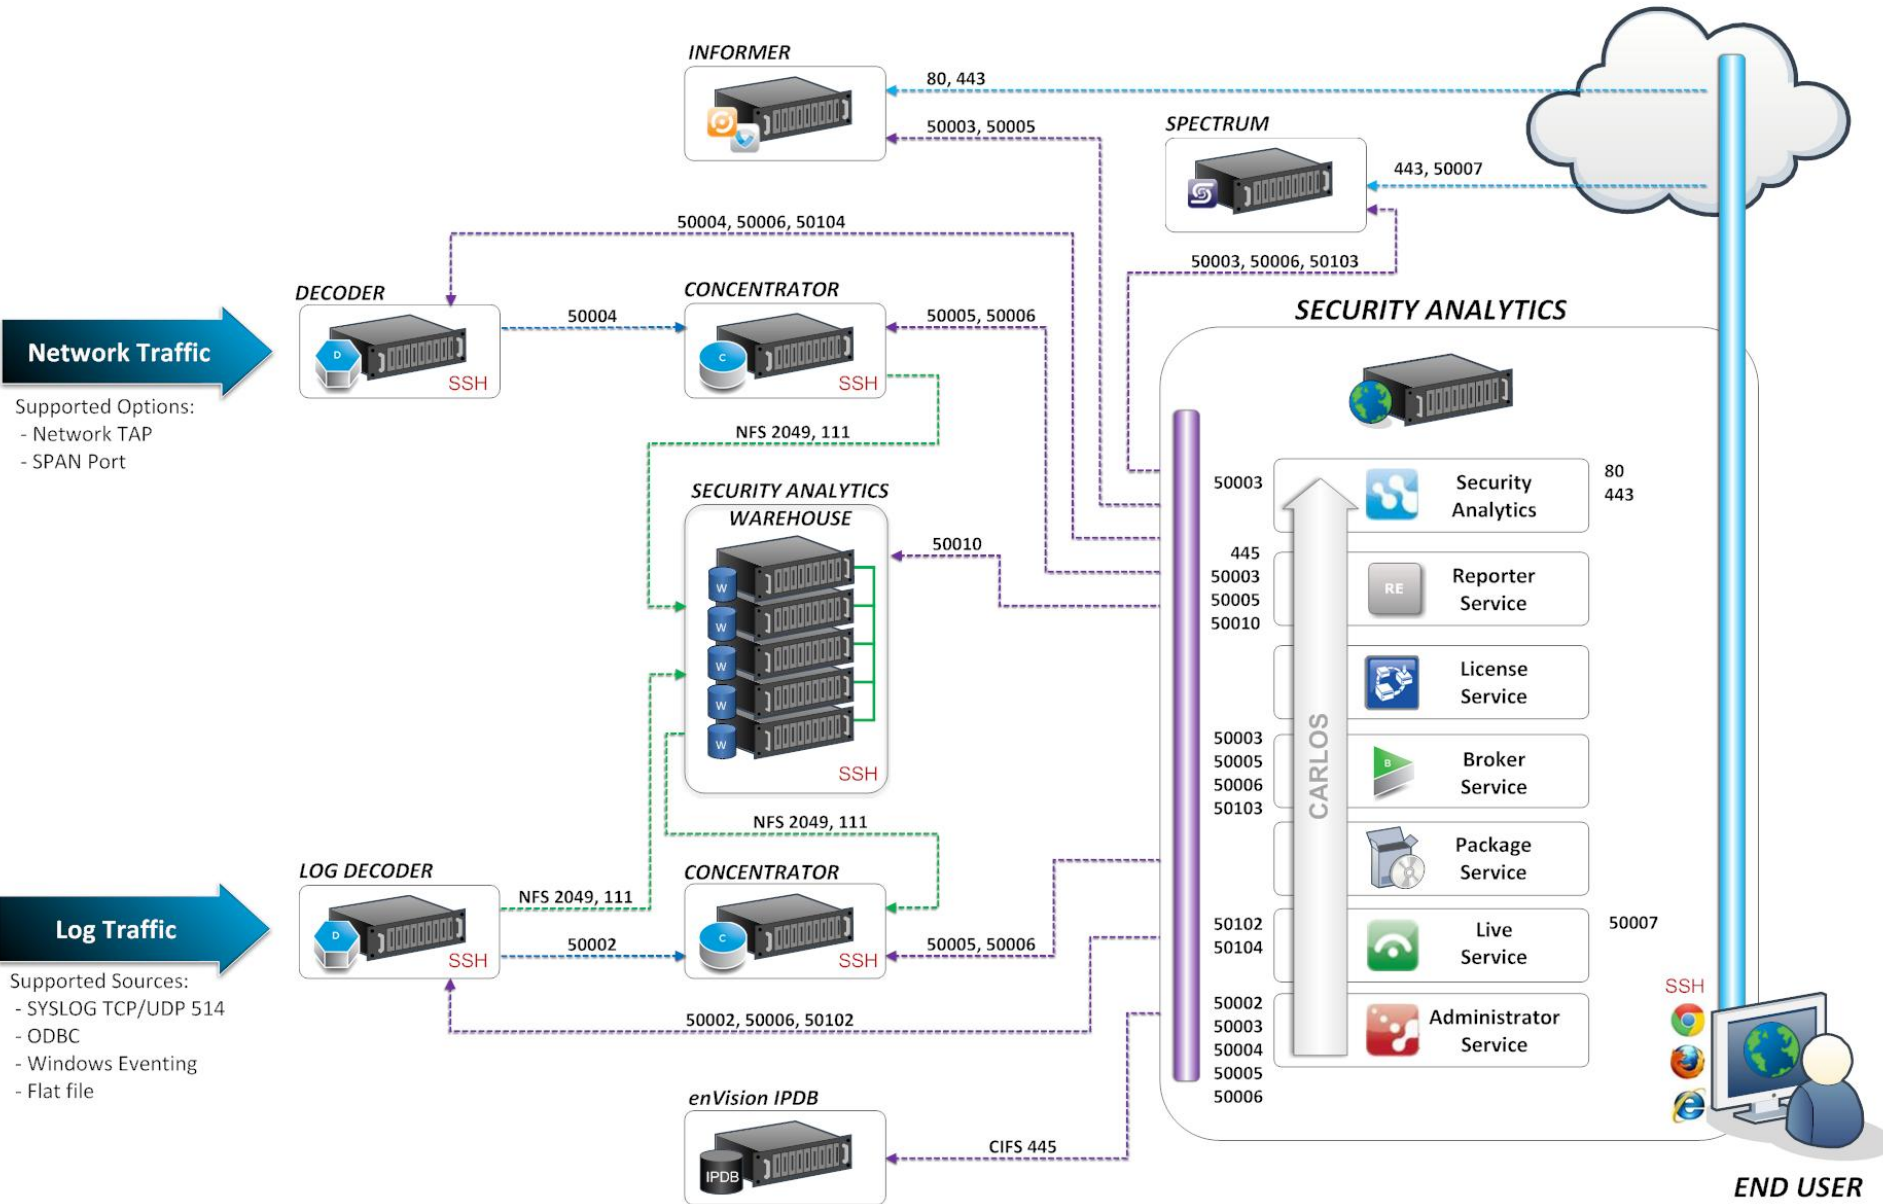 INFORMER
80, 443
50003, 50005
SPECTRUM
443, 50007
50004, 50006, 50104
50003, 50006, 50103
DECODER
50004
CONCENTRATOR
50005, 50006
SECURITY ANALYTICS
Network Traffic
D
SSH
C
SSH
Supported Options:
- Network TAP
- SPAN Port
NFS 2049, 111
SECURITY ANALYTICS
WAREHOUSE
50010
W
W
W
W
W
SSH
NFS 2049, 111
50003
Security
Analytics
80
443
445
50003
50005
50010
RE
Reporter
Service
License
Service
CARLOS
50003
50005
50006
50103
B
Broker
Service
Package
Service
50102
50104
Live
Service
50007
50002
50003
50004
50005
50006
Administrator
Service
LOG DECODER
NFS 2049, 111
CONCENTRATOR
Log Traffic
D
SSH
50002
C
SSH
50005, 50006
Supported Sources:
- SYSLOG TCP/UDP 514
- ODBC
- Windows Eventing
- Flat file
50002, 50006, 50102
enVision IPDB
IPDB
CIFS 445
SSH
END USER